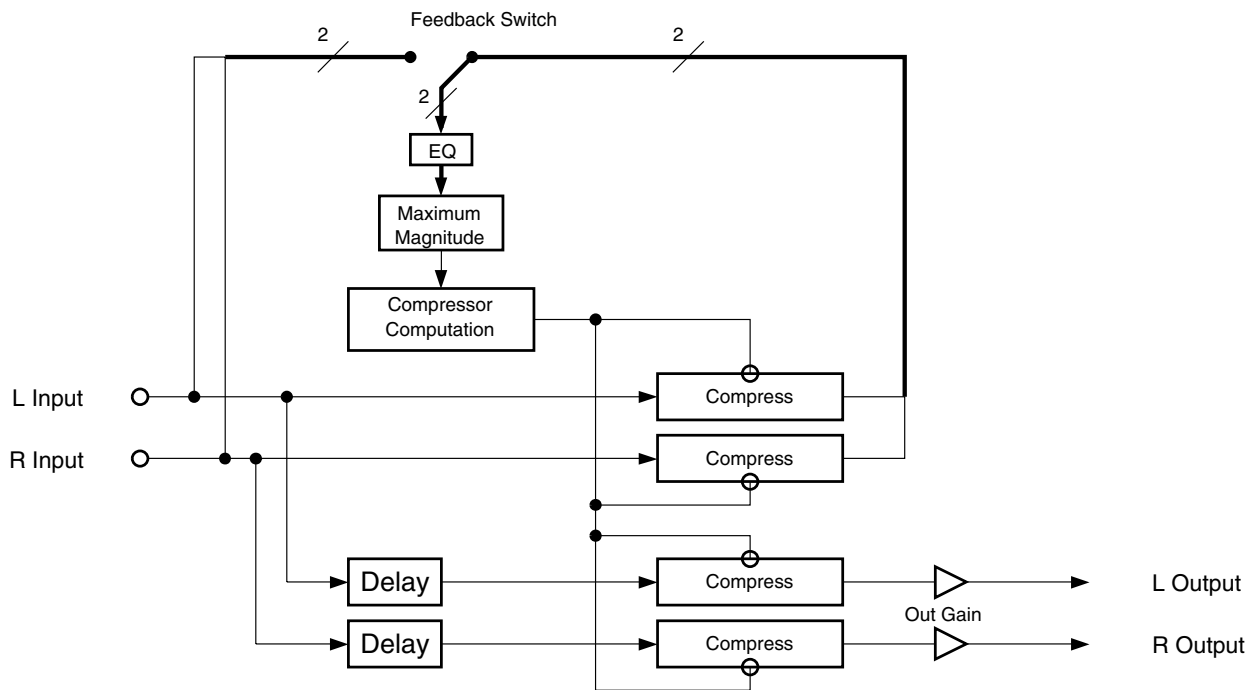 Feedback Switch
2
2
2
EQ
Maximum
Magnitude
Compressor
Computation
L Input
Compress
R Input
Compress
Delay
Compress
L Output
Out Gain
Delay
Compress
R Output